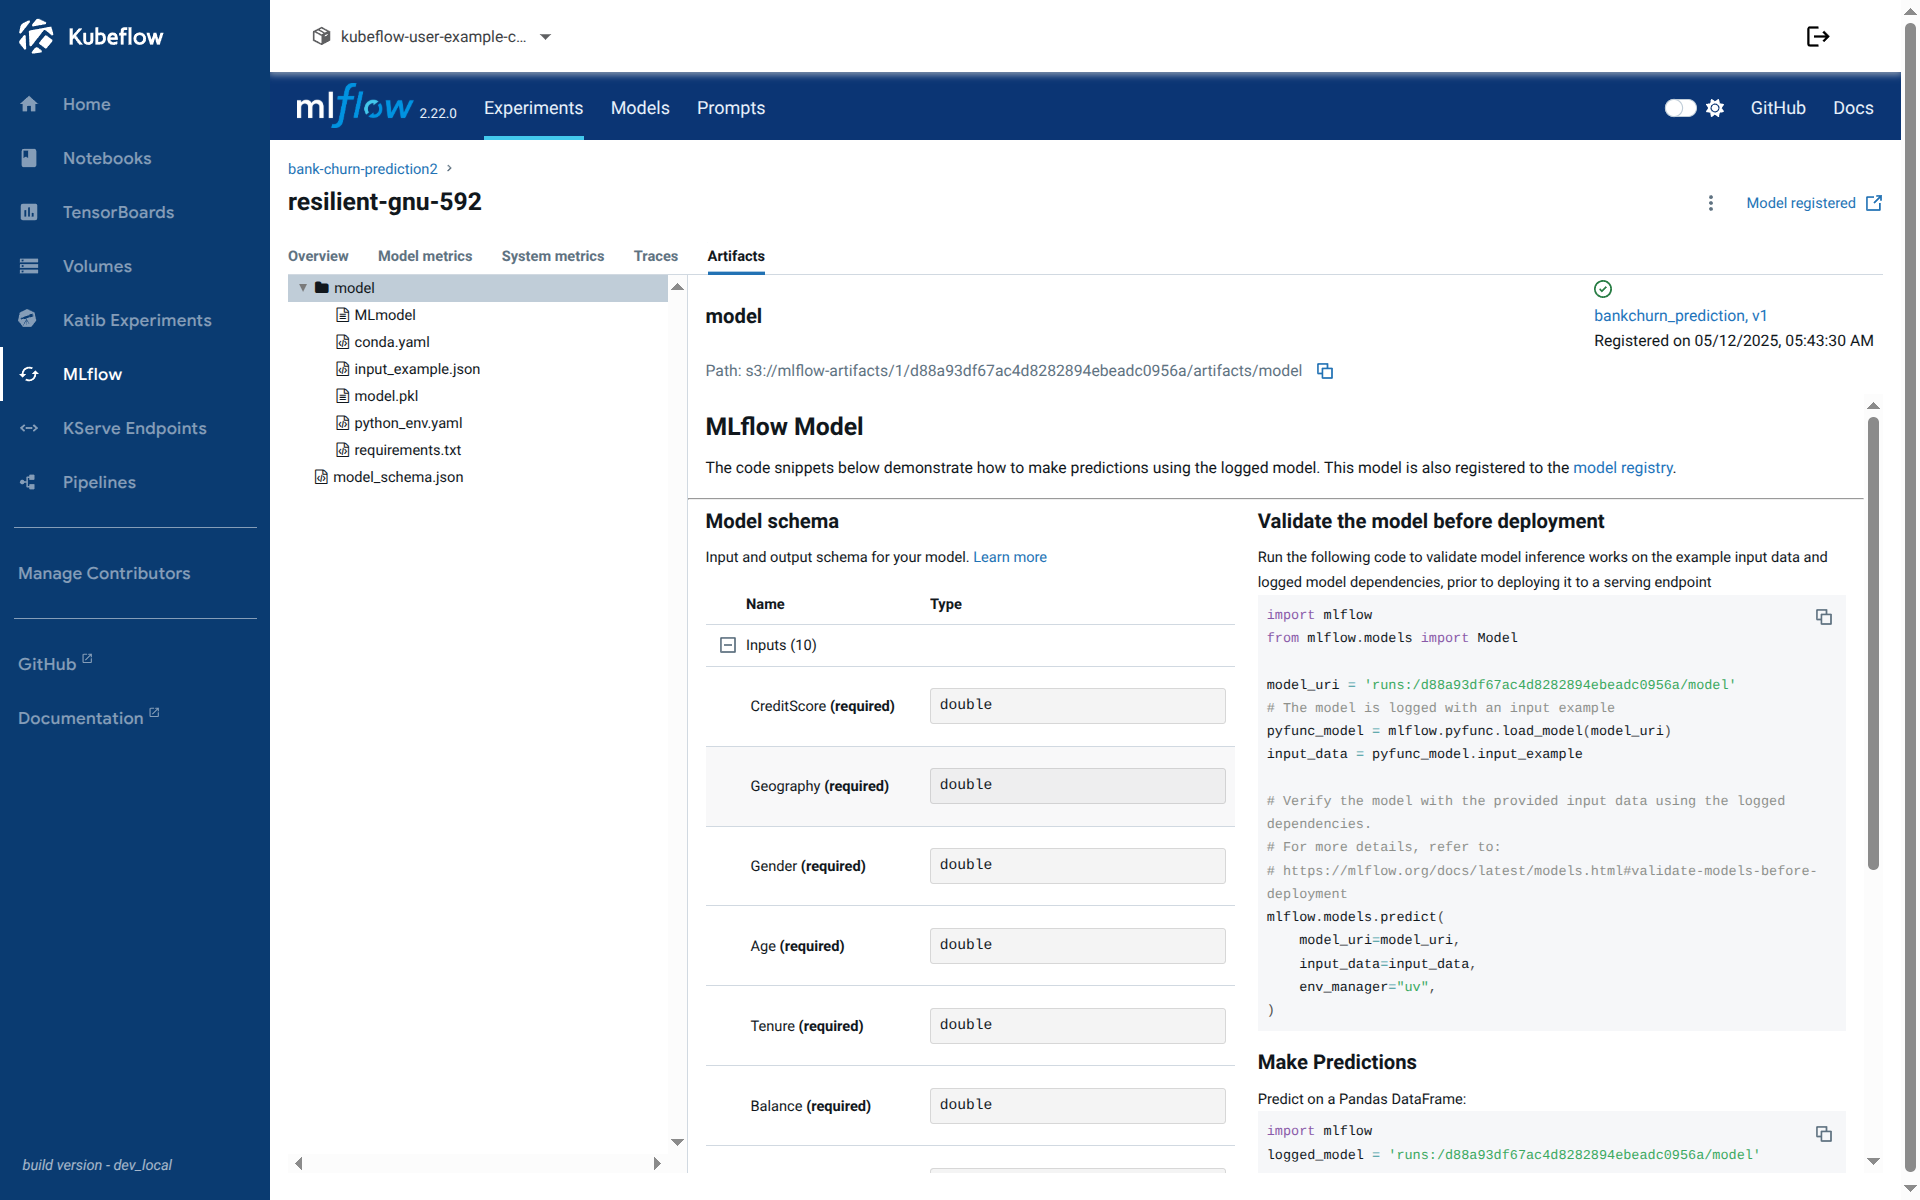 Kubeflow
Home
Notebooks
TensorBoards
Volumes
Katib Experiments
MLflow
KServe Endpoints
Pipelines
Manage Contributors
GitHub
Documentation
build version - dev_local
kubeflow-user-example-c...
mlflow 2.22.0
Experiments
Models
Prompts
GitHub
Docs
bank-churn-prediction2
resilient-gnu-592
Model registered
Overview
Model metrics
System metrics
Traces
Artifacts
model
MLmodel
conda.yaml
input_example.json
model.pkl
python_env.yaml
requirements.txt
model_schema.json
model
bankchurn_prediction, v1
Registered on 05/12/2025, 05:43:30 AM
Path: s3://mlflow-artifacts/1/d88a93df67ac4d8282894ebeadc0956a/artifacts/model
MLflow Model
The code snippets below demonstrate how to make predictions using the logged model. This model is also registered to the model registry.
Model schema
Input and output schema for your model. Learn more
Name Type
Inputs (10)
CreditScore (required) double
Geography (required) double
Gender (required) double
Age (required) double
Tenure (required) double
Balance (required) double
Validate the model before deployment
Run the following code to validate model inference works on the example input data and
logged model dependencies, prior to deploying it to a serving endpoint
import mlflow
from mlflow.models import Model
model_uri = 'runs:/d88a93df67ac4d8282894ebeadc0956a/model'
# The model is logged with an input example
pyfunc_model = mlflow.pyfunc.load_model(model_uri)
input_data = pyfunc_model.input_example
# Verify the model with the provided input data using the logged
dependencies.
# For more details, refer to:
# https://mlflow.org/docs/latest/models.html#validate-models-before-
deployment
mlflow.models.predict(
model_uri=model_uri,
input_data=input_data,
env_manager="uv",
)
Make Predictions
Predict on a Pandas DataFrame:
import mlflow
logged_model = 'runs:/d88a93df67ac4d8282894ebeadc0956a/model'